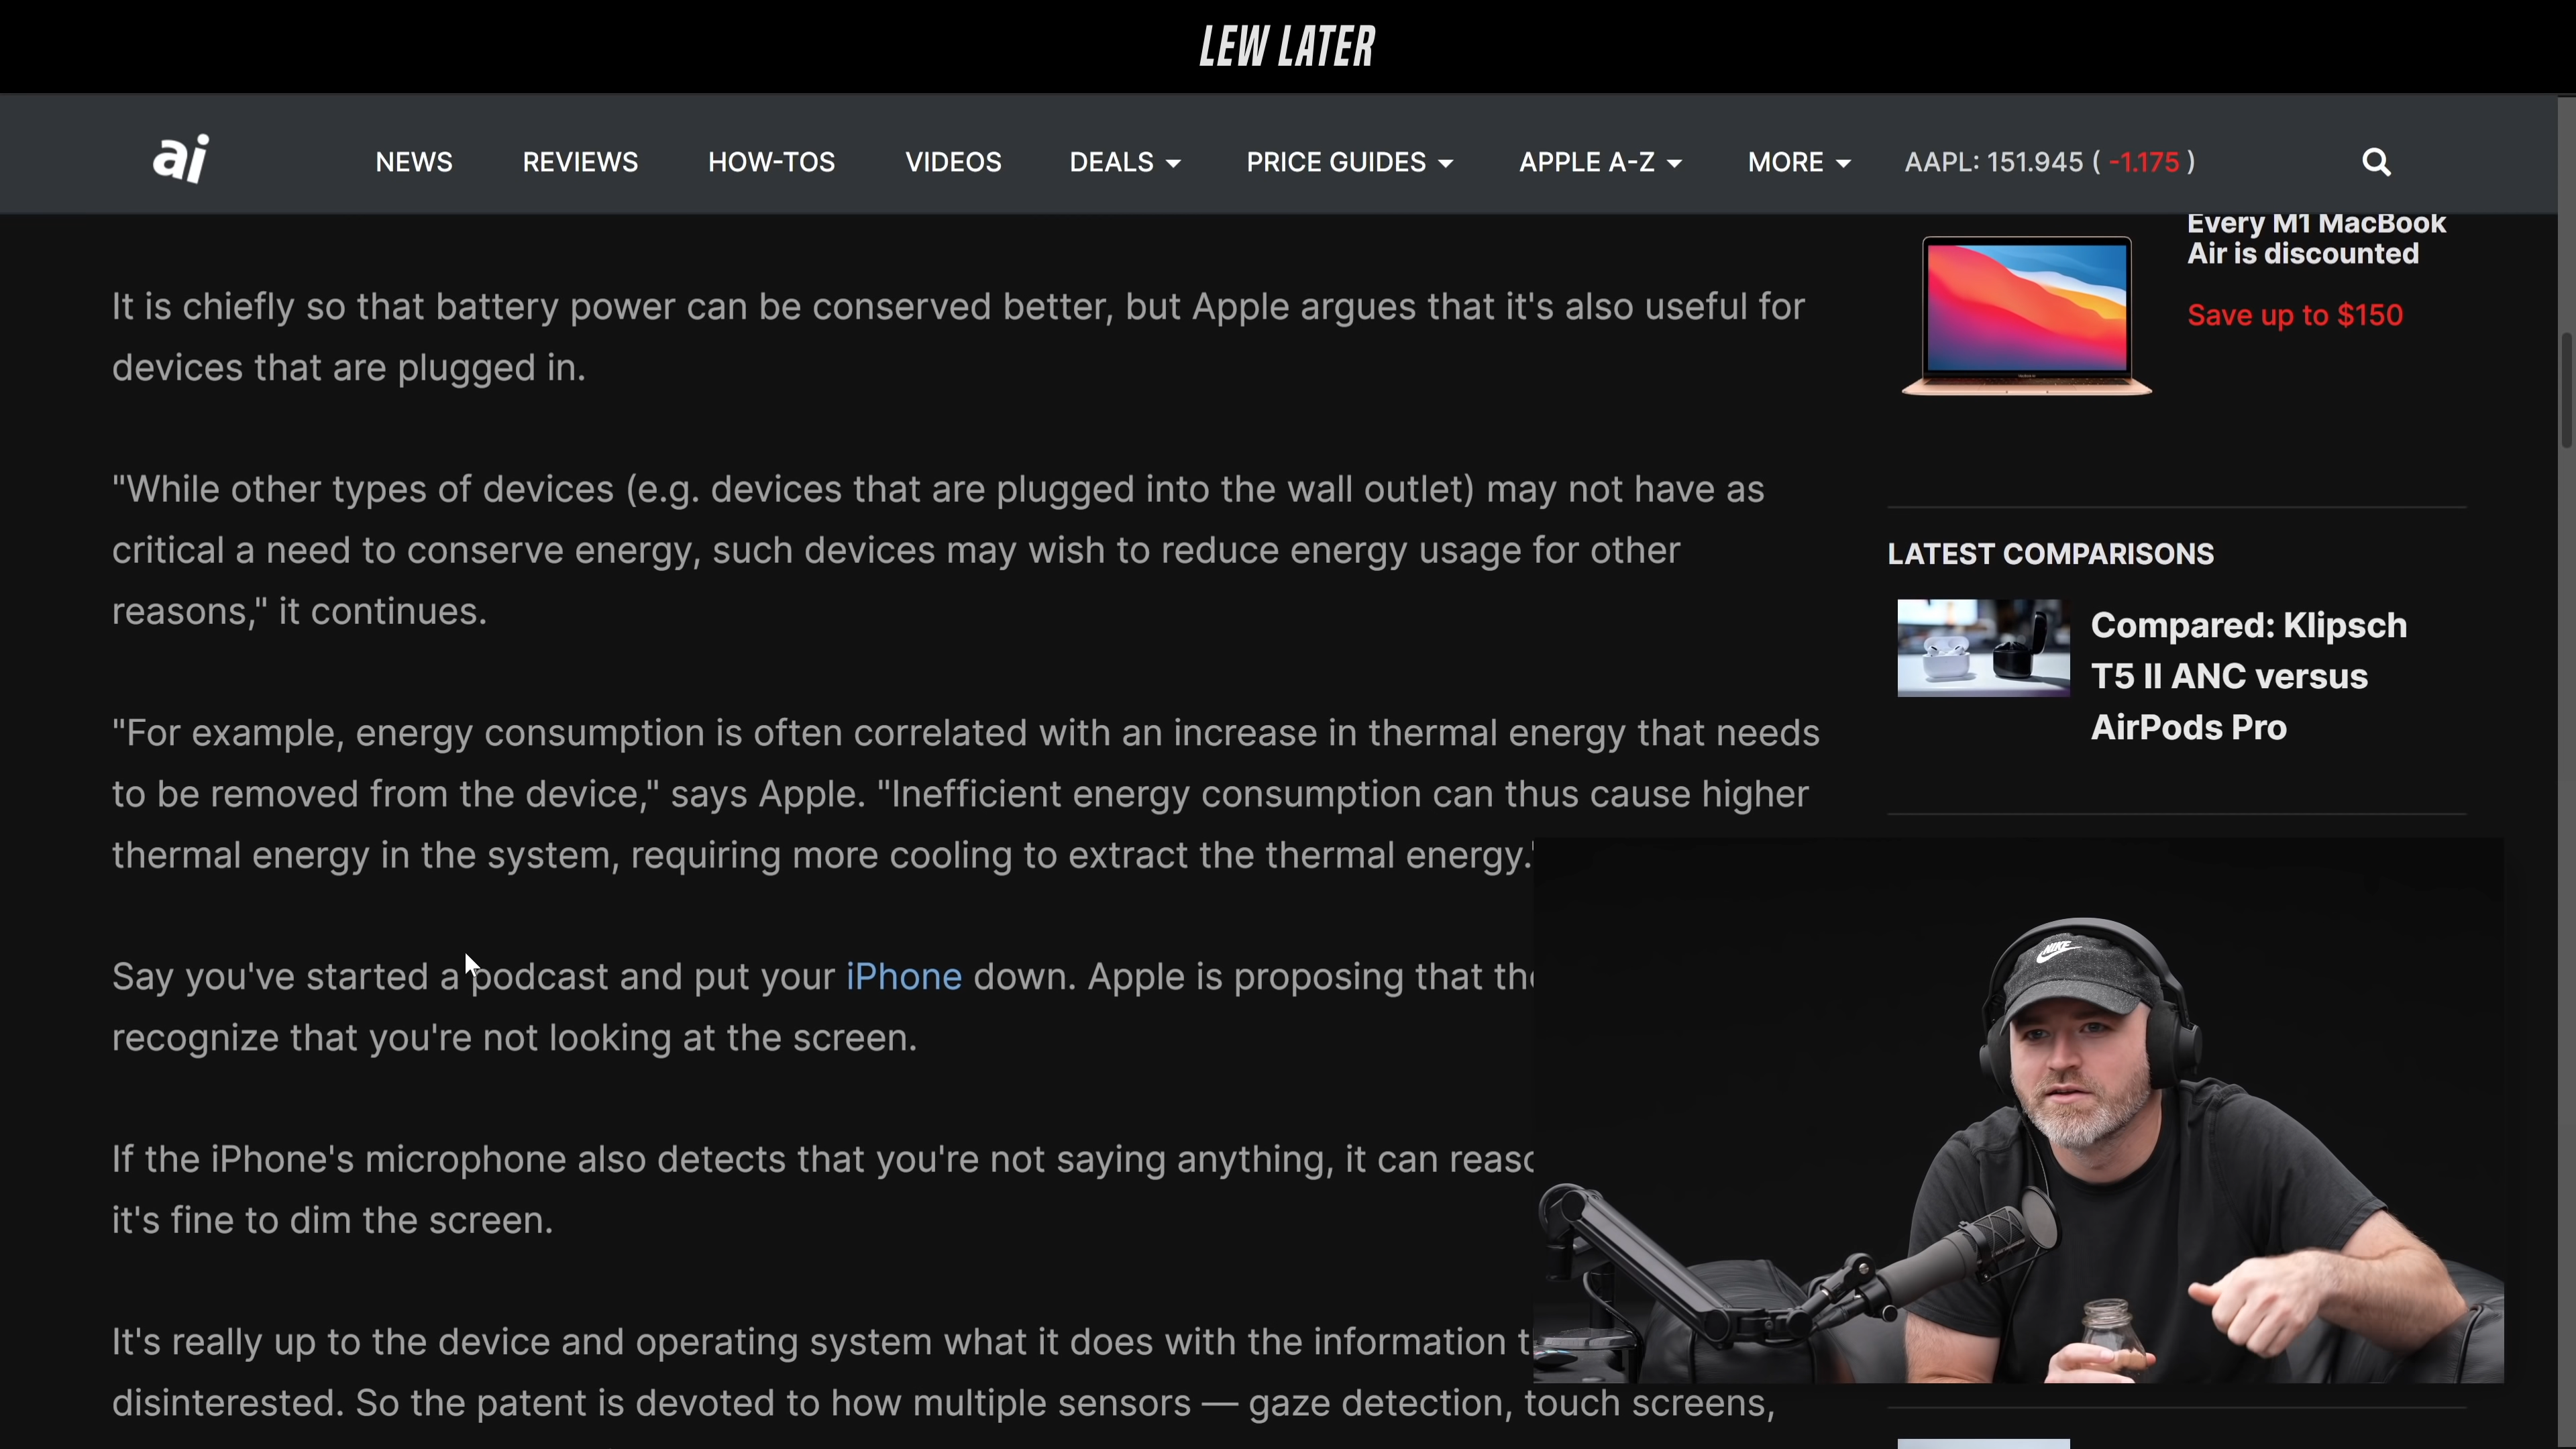 LEW LATER
ai
NEWS REVIEWS HOW-TOS VIDEOS DEALS PRICE GUIDES APPLE A-Z MORE AAPL: 151.945 ( -1.175 )
It is chiefly so that battery power can be conserved better, but Apple argues that it's also useful for
devices that are plugged in.
"While other types of devices (e.g. devices that are plugged into the wall outlet) may not have as
critical a need to conserve energy, such devices may wish to reduce energy usage for other
reasons," it continues.
"For example, energy consumption is often correlated with an increase in thermal energy that needs
to be removed from the device," says Apple. "Inefficient energy consumption can thus cause higher
thermal energy in the system, requiring more cooling to extract the thermal energy."
Say you've started a podcast and put your iPhone down. Apple is proposing that
recognize that you're not looking at the screen.
If the iPhone's microphone also detects that you're not saying anything, it can
it's fine to dim the screen.
It's really up to the device and operating system what it does with the information
disinterested. So the patent is devoted to how multiple sensors — gaze detection, touch screens,
Every M1 MacBook
Air is discounted
Save up to $150
LATEST COMPARISONS
Compared: Klipsch
T5 II ANC versus
AirPods Pro
NIKE